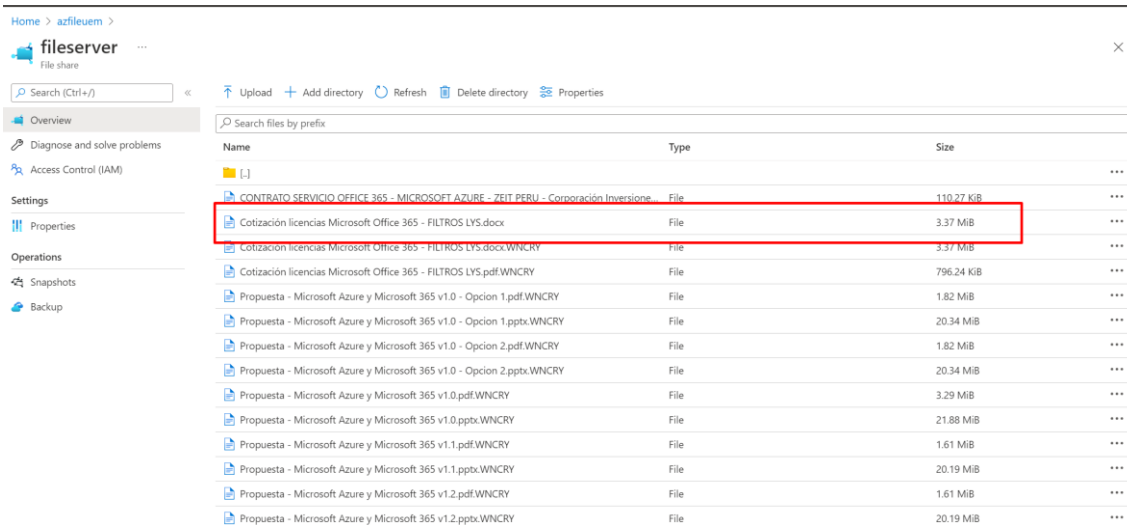 Home > azfileuem >
fileserver ...
File share
Search (Ctrl+/) «
Upload Add directory Refresh Delete directory Properties
Overview
Search files by prefix
Diagnose and solve problems
Name Type Size
Access Control (IAM)
[..]
Settings
CONTRATO SERVICIO OFFICE 365 - MICROSOFT AZURE - ZEIT PERU - Corporación Inversione... File 110.27 KiB
Properties
Cotización licencias Microsoft Office 365 - FILTROS LYS.docx File 3.37 MiB
Cotización licencias Microsoft Office 365 - FILTROS LYS.docx.WNCRY File 3.37 MiB
Operations
Cotización licencias Microsoft Office 365 - FILTROS LYS.pdf.WNCRY File 796.24 KiB
Snapshots
Propuesta - Microsoft Azure y Microsoft 365 v1.0 - Opcion 1.pdf.WNCRY File 1.82 MiB
Backup
Propuesta - Microsoft Azure y Microsoft 365 v1.0 - Opcion 1.pptx.WNCRY File 20.34 MiB
Propuesta - Microsoft Azure y Microsoft 365 v1.0 - Opcion 2.pdf.WNCRY File 1.82 MiB
Propuesta - Microsoft Azure y Microsoft 365 v1.0 - Opcion 2.pptx.WNCRY File 20.34 MiB
Propuesta - Microsoft Azure y Microsoft 365 v1.0.pdf.WNCRY File 3.29 MiB
Propuesta - Microsoft Azure y Microsoft 365 v1.0.pptx.WNCRY File 21.88 MiB
Propuesta - Microsoft Azure y Microsoft 365 v1.1.pdf.WNCRY File 1.61 MiB
Propuesta - Microsoft Azure y Microsoft 365 v1.1.pptx.WNCRY File 20.19 MiB
Propuesta - Microsoft Azure y Microsoft 365 v1.2.pdf.WNCRY File 1.61 MiB
Propuesta - Microsoft Azure y Microsoft 365 v1.2.pptx.WNCRY File 20.19 MiB